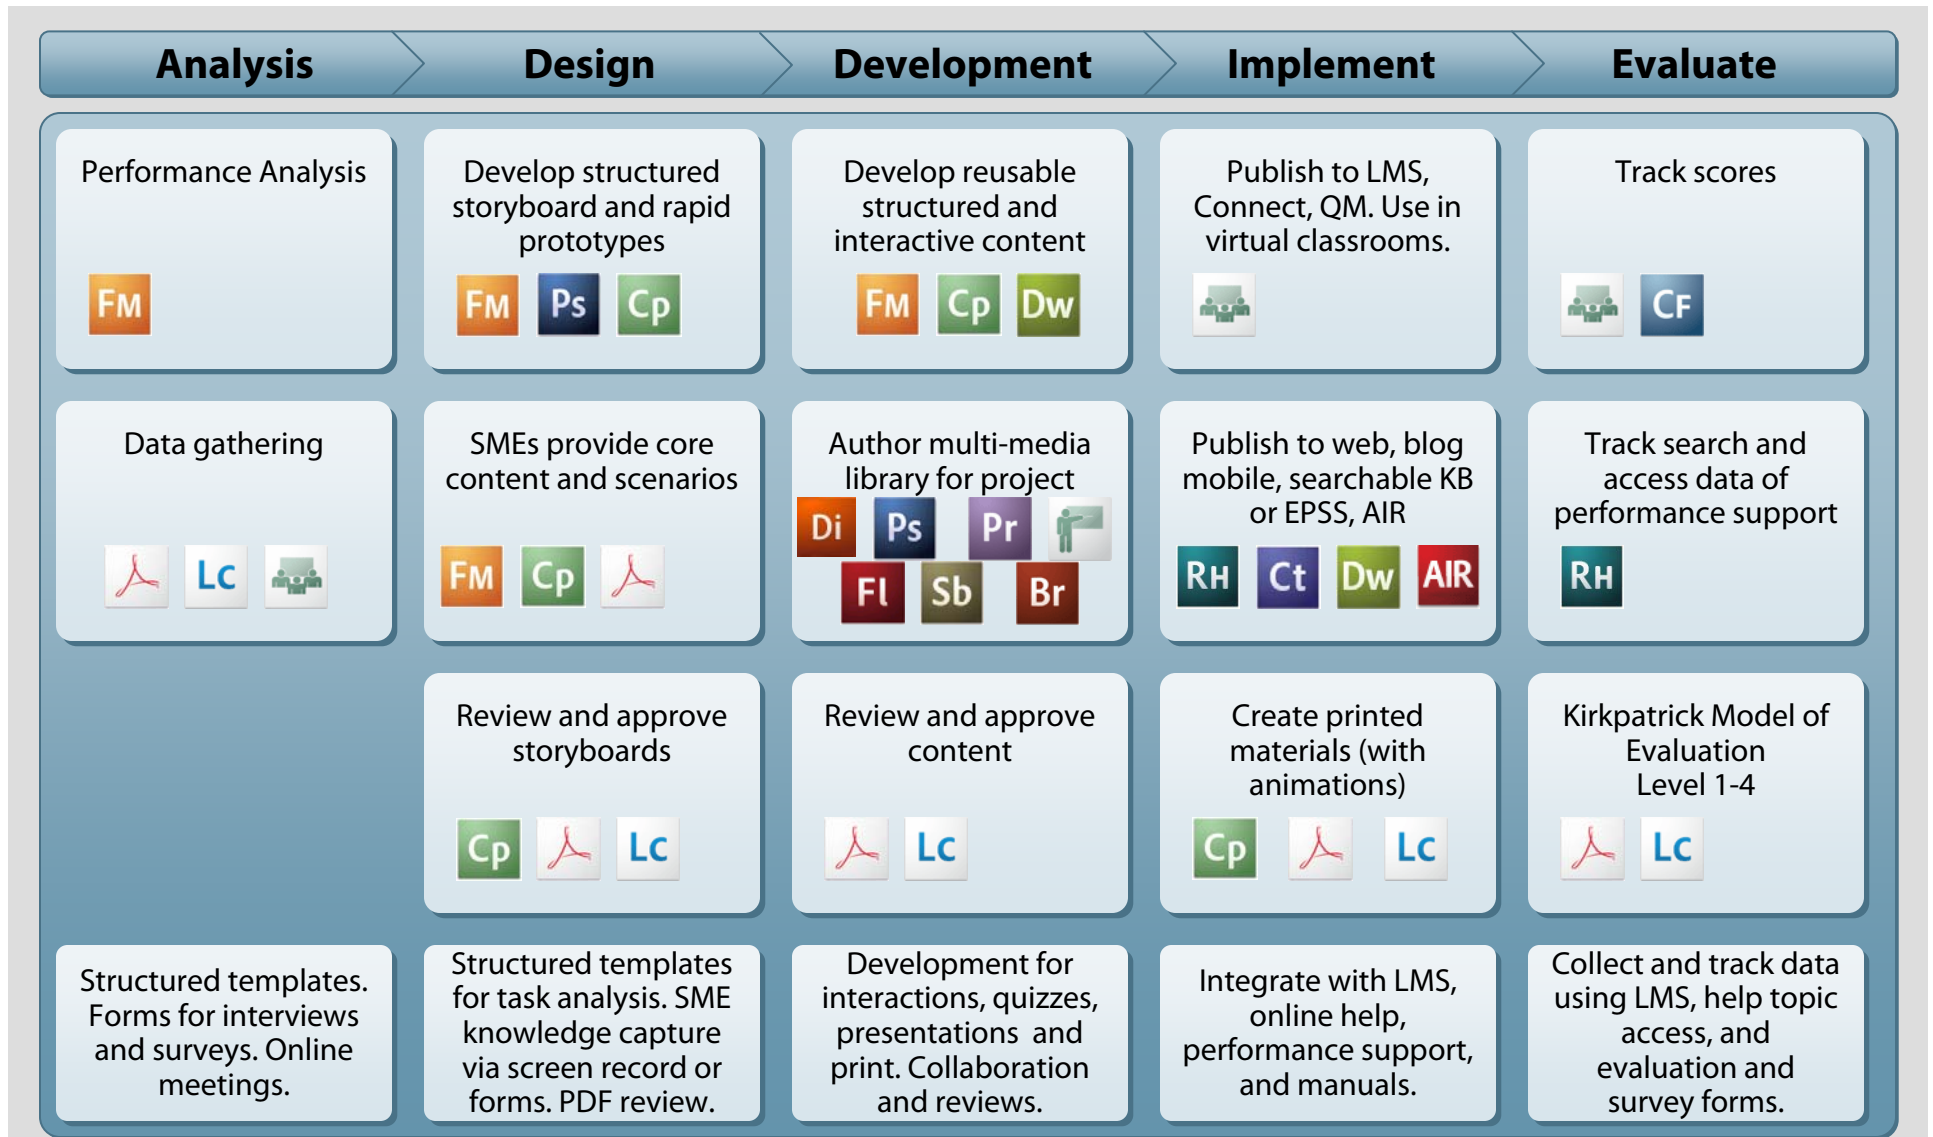 Analysis
Design
Development
Implement
Evaluate
Performance Analysis
FM
Develop structured
storyboard and rapid
prototypes
FM Ps Cp
Develop reusable
structured and
interactive content
FM Cp Dw
Publish to LMS,
Connect, QM. Use in
virtual classrooms.
Track scores
CF
Data gathering
LC
SMEs provide core
content and scenarios
FM Cp
Author multi-media
library for project
Di Ps Pr
Fl Sb Br
Publish to web, blog
mobile, searchable KB
or EPSS, AIR
RH Ct Dw AIR
Track search and
access data of
performance support
RH
Review and approve
storyboards
Cp LC
Review and approve
content
LC
Create printed
materials (with
animations)
Cp LC
Kirkpatrick Model of
Evaluation
Level 1-4
LC
Structured templates.
Forms for interviews
and surveys. Online
meetings.
Structured templates
for task analysis. SME
knowledge capture
via screen record or
forms. PDF review.
Development for
interactions, quizzes,
presentations and
print. Collaboration
and reviews.
Integrate with LMS,
online help,
performance support,
and manuals.
Collect and track data
using LMS, help topic
access, and
evaluation and
survey forms.